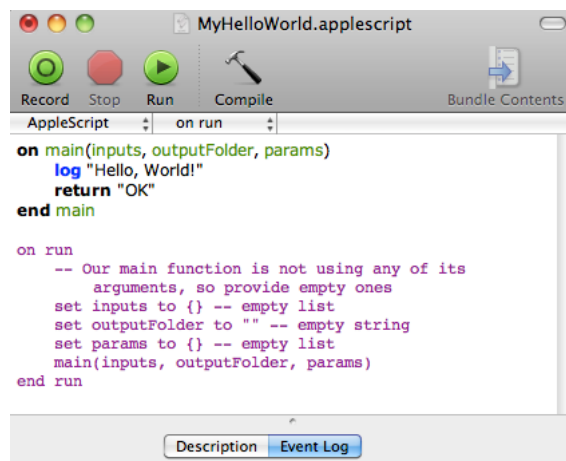 MyHelloWorld.applescript
Record Stop Run Compile Bundle Contents
AppleScript on run
on main(inputs, outputFolder, params)
log "Hello, World!"
return "OK"
end main
on run
-- Our main function is not using any of its
arguments, so provide empty ones
set inputs to {} -- empty list
set outputFolder to "" -- empty string
set params to {} -- empty list
main(inputs, outputFolder, params)
end run
Description Event Log